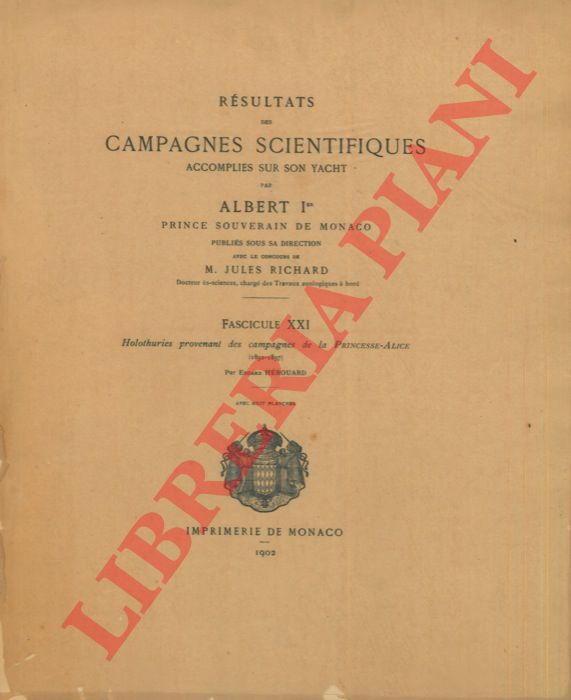 RÉSULTATS
DES
CAMPAGNES SCIENTIFIQUES
ACCOMPLIES SUR SON YACHT
PAR
ALBERT Iᴱᴿ
PRINCE SOUVERAIN DE MONACO
PUBLIÉS SOUS SA DIRECTION
AVEC LE CONCOURS DE
M. JULES RICHARD
Docteur ès-sciences, chargé des Travaux zoologiques à bord
FASCICULE XXI
Holothuries provenant des campagnes de la PRINCESSE-ALICE
(1892-1897)
Par EDGARD HÉROUARD
AVEC HUIT PLANCHES
IMPRIMERIE DE MONACO
1902
LIBRERIA PIANI